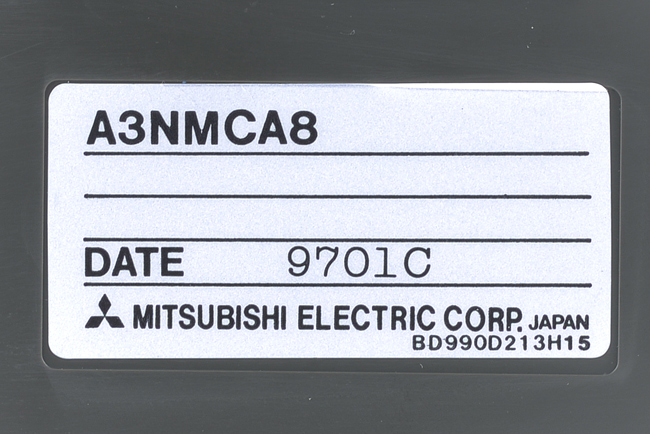 A3NMCA8
DATE 9701C
MITSUBISHI ELECTRIC CORP. JAPAN
BD990D213H15